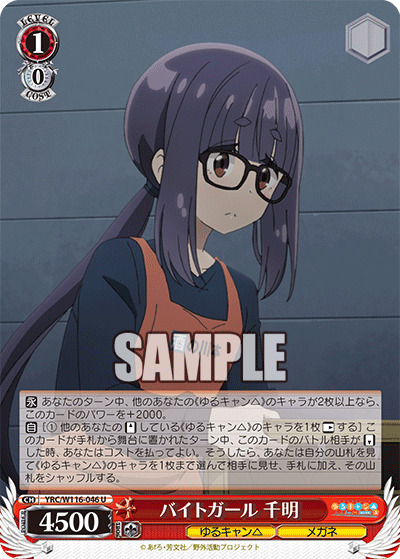 LEVEL
1
0
COST
酒の川本
SAMPLE
永 あなたのターン中、他のあなたの《ゆるキャン△》のキャラが2枚以上なら、
このカードのパワーを+2000。
自 [(1) 他のあなたの している《ゆるキャン△》のキャラを1枚 する] こ
のカードが手札から舞台に置かれたターン中、このカードのバトル相手が
した時、あなたはコストを払ってよい。そうしたら、あなたは自分の山札を見
て《ゆるキャン△》のキャラを1枚まで選んで相手に見せ、手札に加え、その山
札をシャッフルする。
CH YRC/W116-046 U
4500
バイトガール 千明
ゆるキャン△ メガネ
©あfろ・芳文社／野外活動プロジェクト